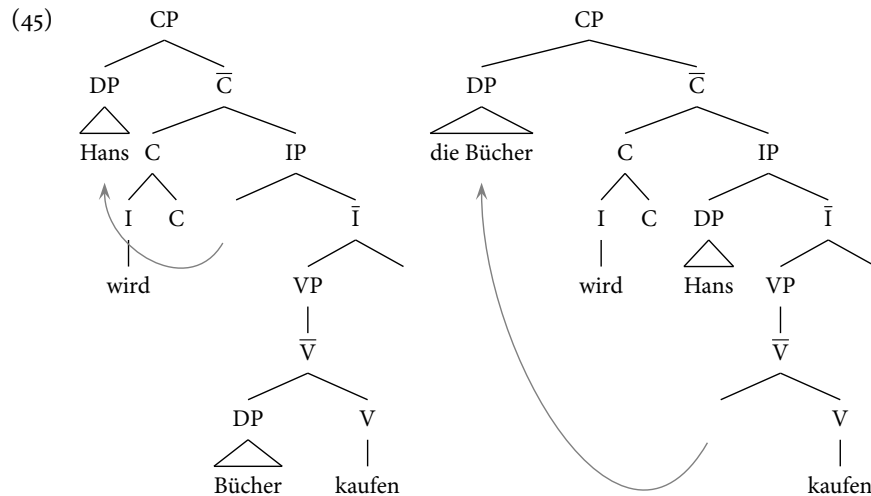 (45) CP CP
DP C̅ DP C̅
Hans C IP die Bücher C IP
I C I̅ I C DP I̅
wird VP wird Hans VP
V̅ V̅
DP V V
Bücher kaufen kaufen